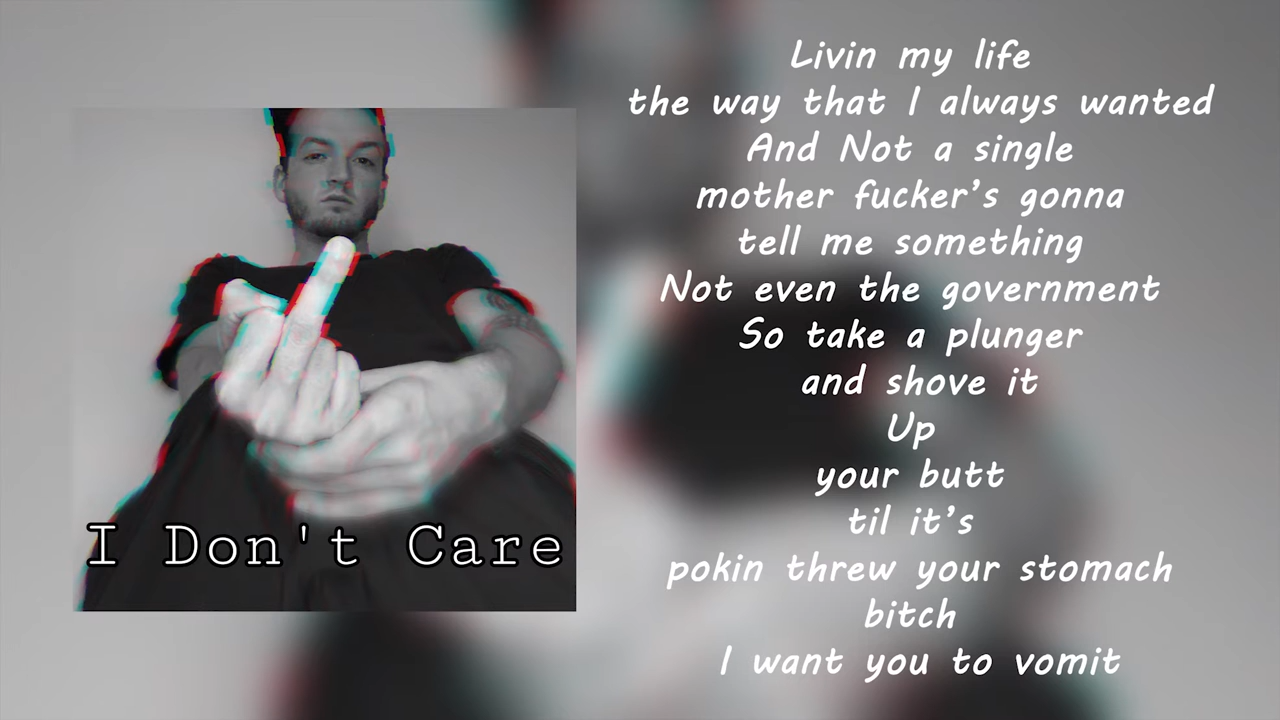 I Don't Care
Livin my life
the way that I always wanted
And Not a single
mother fucker's gonna
tell me something
Not even the government
So take a plunger
and shove it
Up
your butt
til it's
pokin threw your stomach
bitch
I want you to vomit